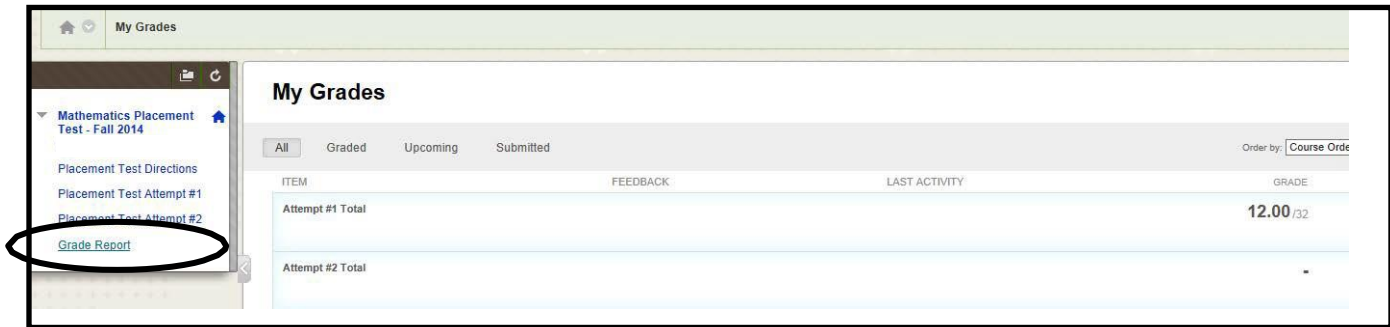 My Grades
Mathematics Placement
Test - Fall 2014
Placement Test Directions
Placement Test Attempt #1
Placement Test Attempt #2
Grade Report
My Grades
All Graded Upcoming Submitted Order by: Course Orde
ITEM FEEDBACK LAST ACTIVITY GRADE
Attempt #1 Total 12.00 /32
Attempt #2 Total -